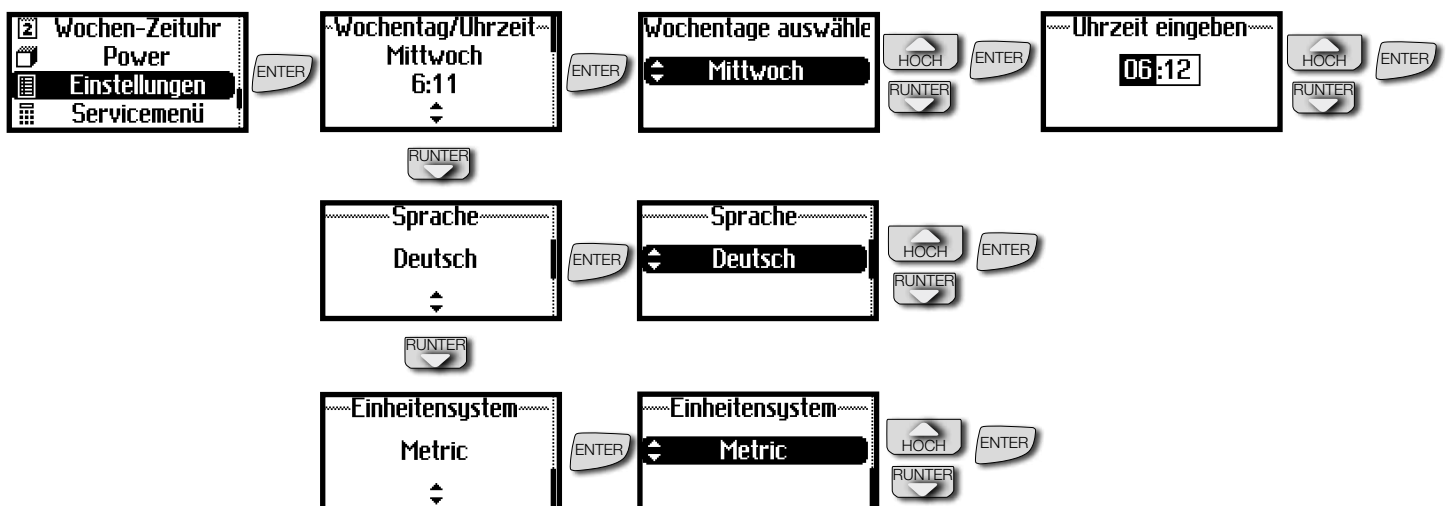 2 Wochen-Zeituhr
Power
Einstellungen
Servicemenü
ENTER
Wochentag/Uhrzeit
Mittwoch
6:11
ENTER
Wochentage auswähle
Mittwoch
HOCH
RUNTER
ENTER
Uhrzeit eingeben
06:12
HOCH
RUNTER
ENTER
RUNTER
Sprache
Deutsch
ENTER
Sprache
Deutsch
HOCH
RUNTER
ENTER
RUNTER
Einheitensystem
Metric
ENTER
Einheitensystem
Metric
HOCH
RUNTER
ENTER